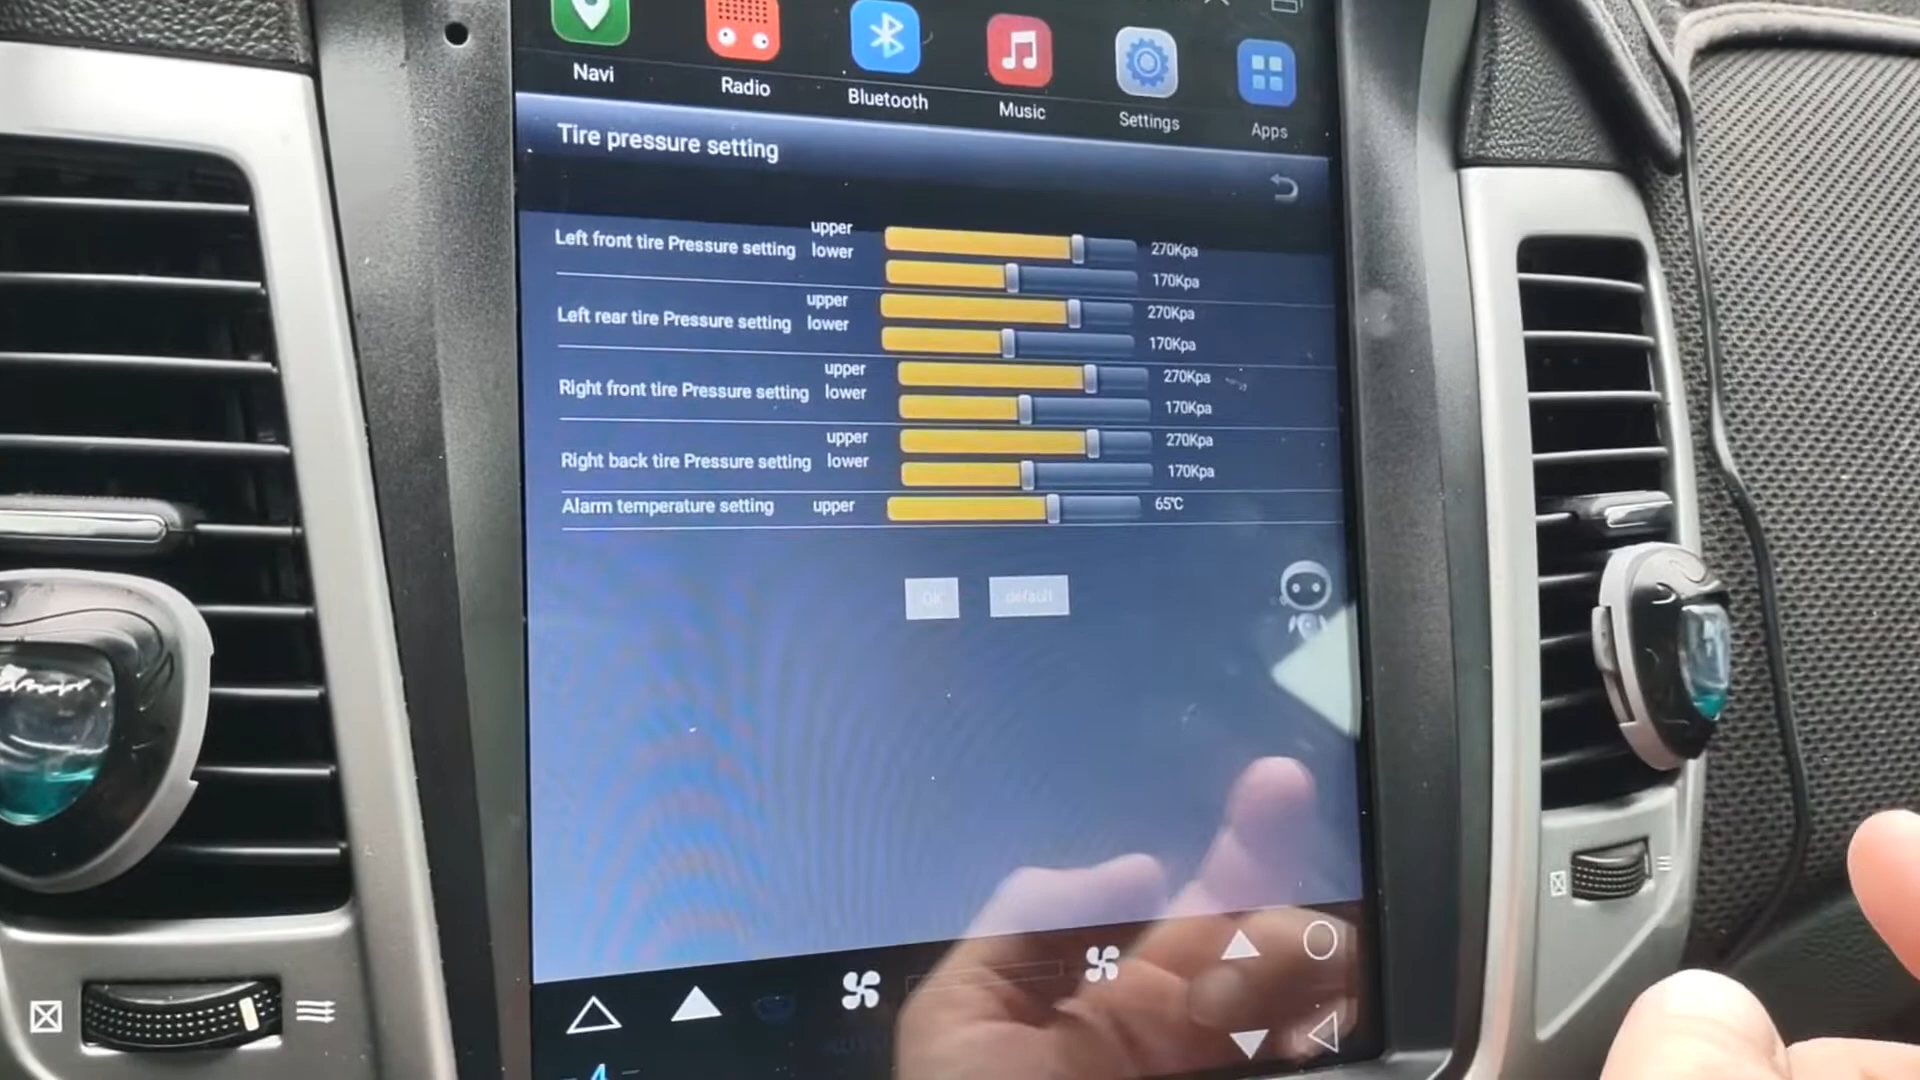 Navi
Radio
Bluetooth
Music
Settings
Apps
Tire pressure setting
Left front tire Pressure setting
upper
lower
270Kpa
170Kpa
Left rear tire Pressure setting
upper
lower
270Kpa
170Kpa
Right front tire Pressure setting
upper
lower
270Kpa
170Kpa
Right back tire Pressure setting
upper
lower
270Kpa
170Kpa
Alarm temperature setting
upper
65℃
OK
default
4